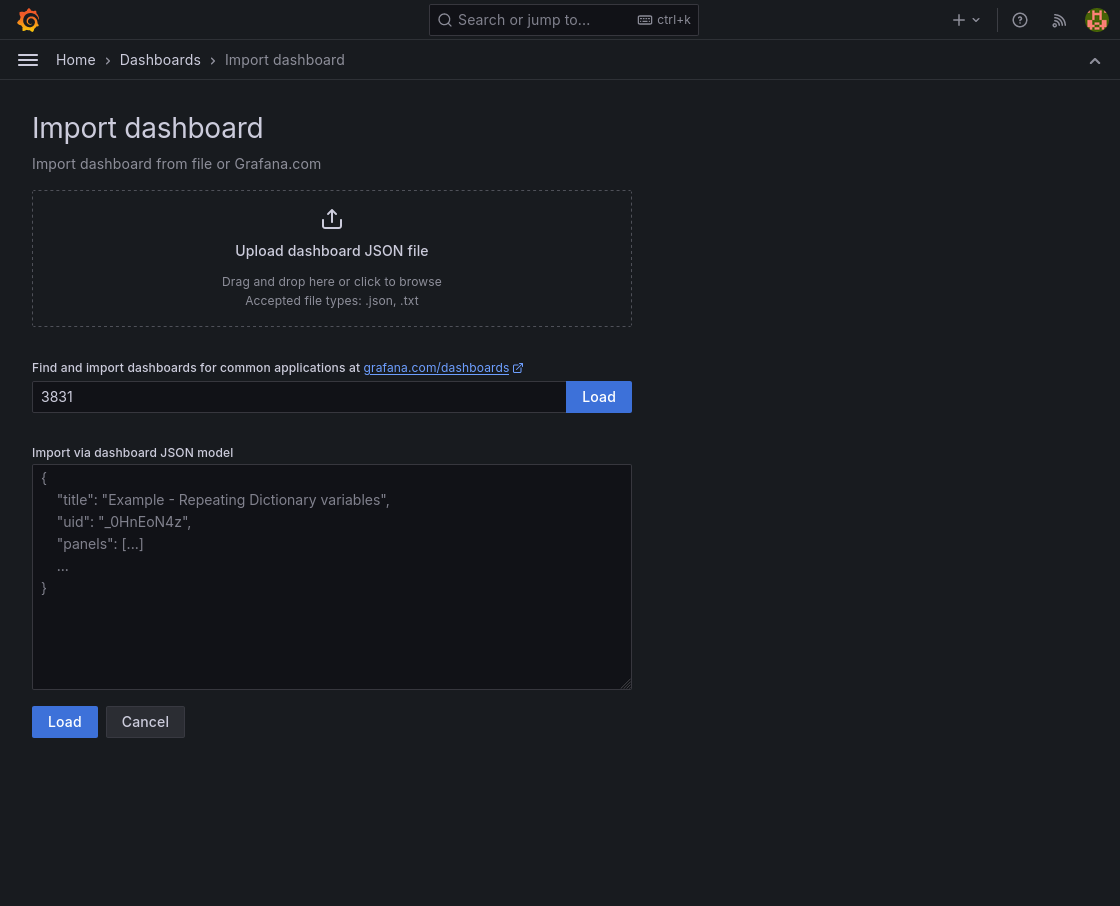 Search or jump to...
ctrl+k
Home › Dashboards › Import dashboard
Import dashboard
Import dashboard from file or Grafana.com
Upload dashboard JSON file
Drag and drop here or click to browse
Accepted file types: .json, .txt
Find and import dashboards for common applications at grafana.com/dashboards
3831
Load
Import via dashboard JSON model
{
    "title": "Example - Repeating Dictionary variables",
    "uid": "_0HnEoN4z",
    "panels": [...]
    ...
}
Load
Cancel